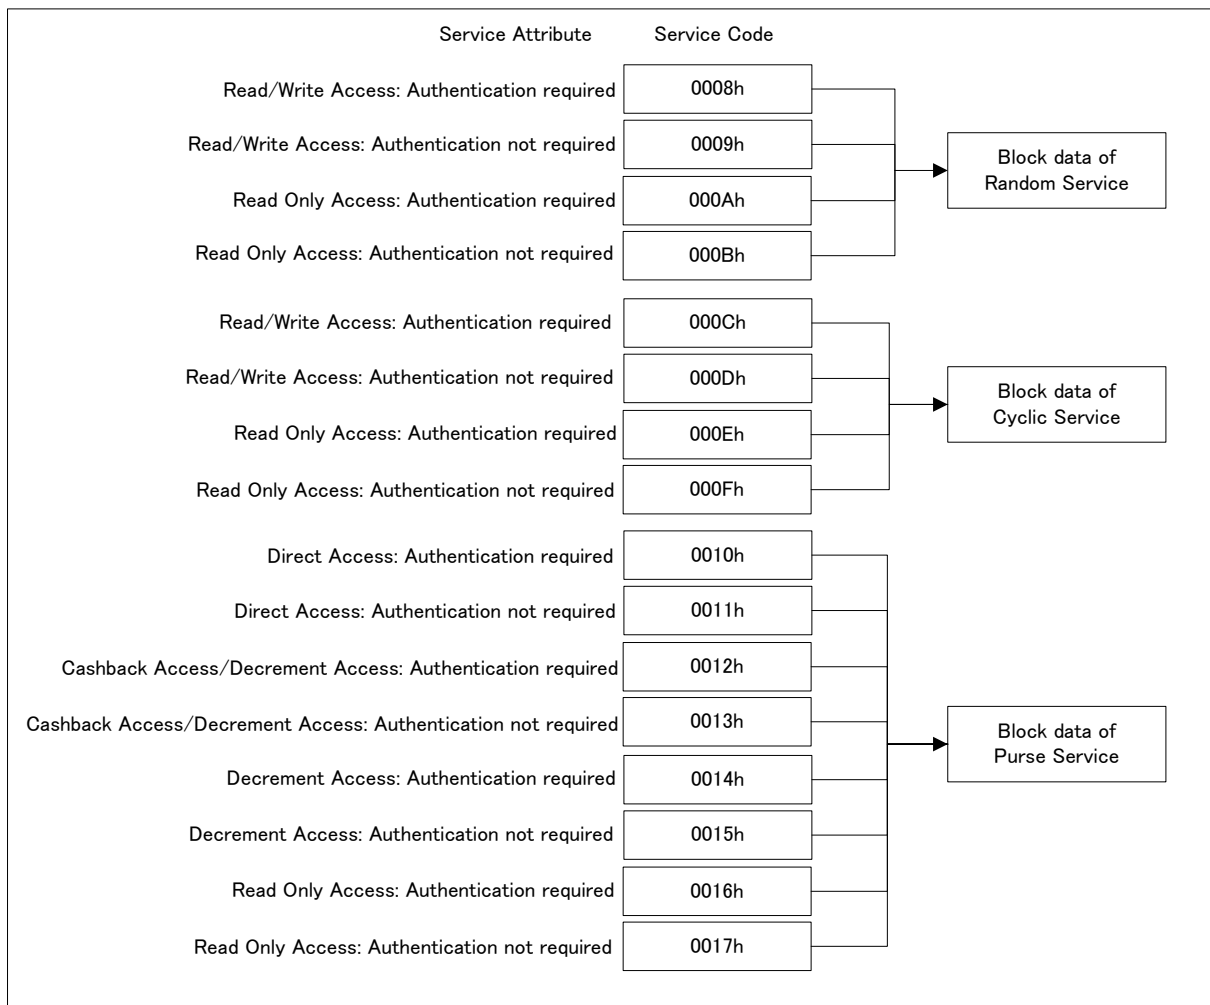 Service Attribute Service Code
Read/Write Access: Authentication required 0008h
Read/Write Access: Authentication not required 0009h
Read Only Access: Authentication required 000Ah
Read Only Access: Authentication not required 000Bh
Block data of
Random Service
Read/Write Access: Authentication required 000Ch
Read/Write Access: Authentication not required 000Dh
Read Only Access: Authentication required 000Eh
Read Only Access: Authentication not required 000Fh
Block data of
Cyclic Service
Direct Access: Authentication required 0010h
Direct Access: Authentication not required 0011h
Cashback Access/Decrement Access: Authentication required 0012h
Cashback Access/Decrement Access: Authentication not required 0013h
Decrement Access: Authentication required 0014h
Decrement Access: Authentication not required 0015h
Read Only Access: Authentication required 0016h
Read Only Access: Authentication not required 0017h
Block data of
Purse Service